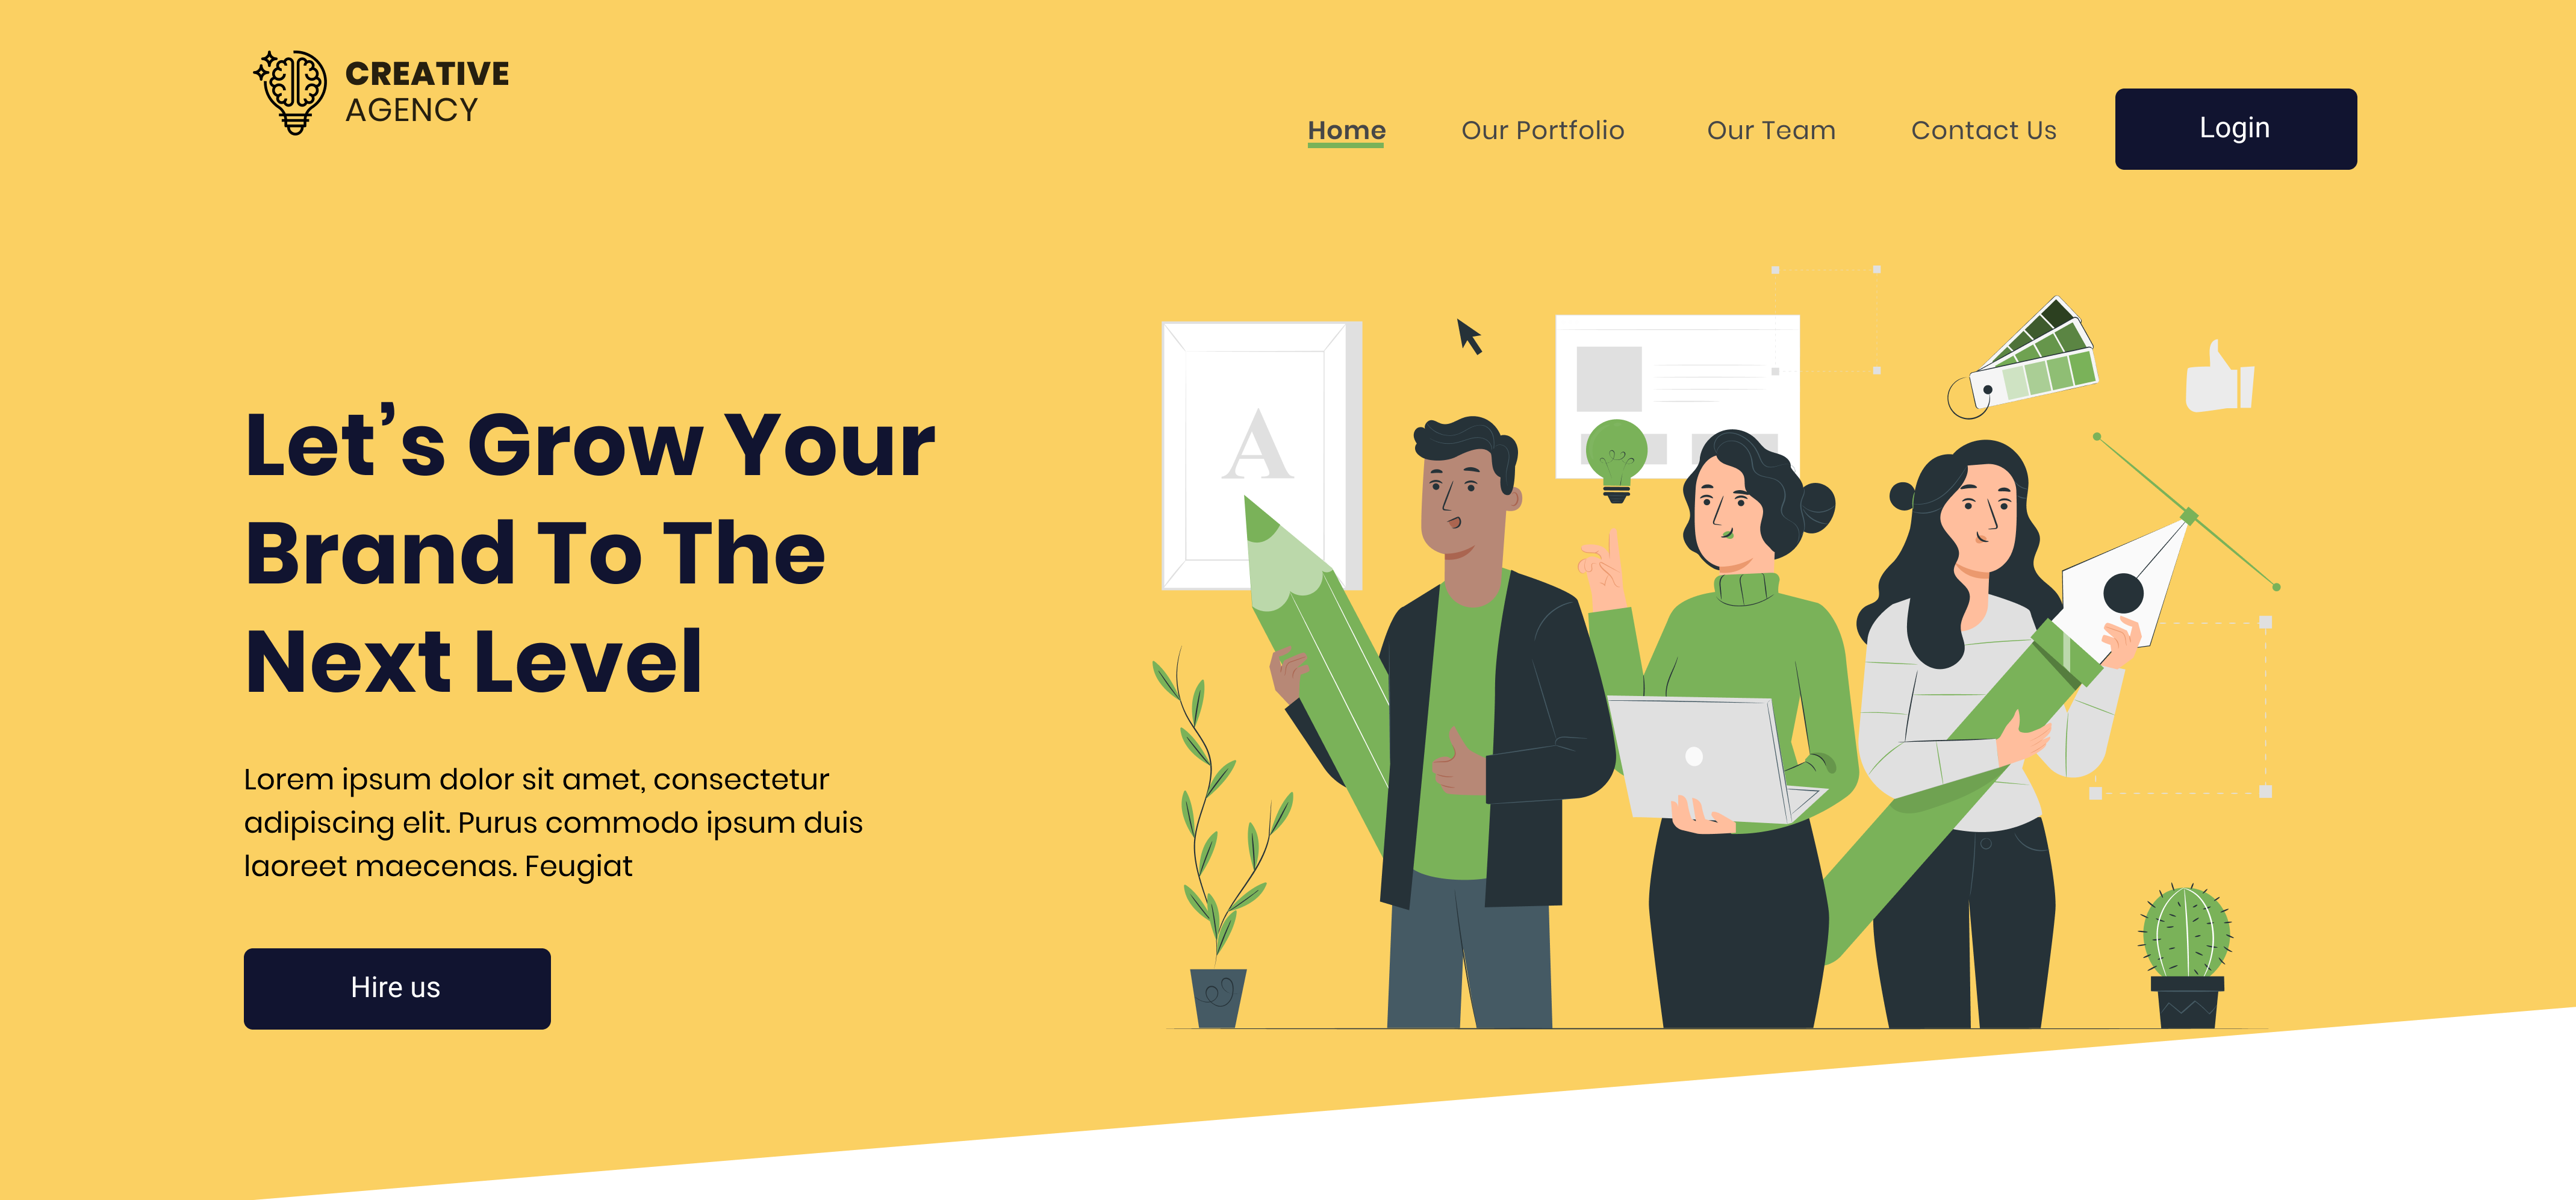 CREATIVE
AGENCY
Home Our Portfolio Our Team Contact Us Login
A
Let’s Grow Your
Brand To The
Next Level
Lorem ipsum dolor sit amet, consectetur
adipiscing elit. Purus commodo ipsum duis
laoreet maecenas. Feugiat
Hire us